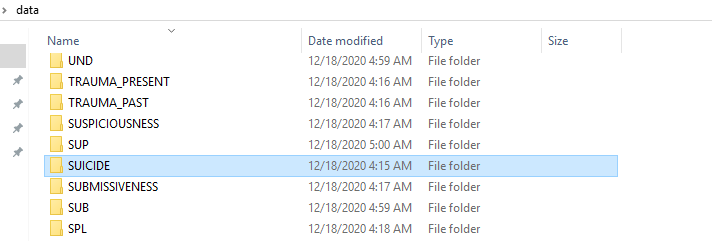 data
Name Date modified Type Size
UND 12/18/2020 4:59 AM File folder
TRAUMA_PRESENT 12/18/2020 4:16 AM File folder
TRAUMA_PAST 12/18/2020 4:16 AM File folder
SUSPICIOUSNESS 12/18/2020 4:17 AM File folder
SUP 12/18/2020 5:00 AM File folder
SUICIDE 12/18/2020 4:15 AM File folder
SUBMISSIVENESS 12/18/2020 4:17 AM File folder
SUB 12/18/2020 4:59 AM File folder
SPL 12/18/2020 4:18 AM File folder